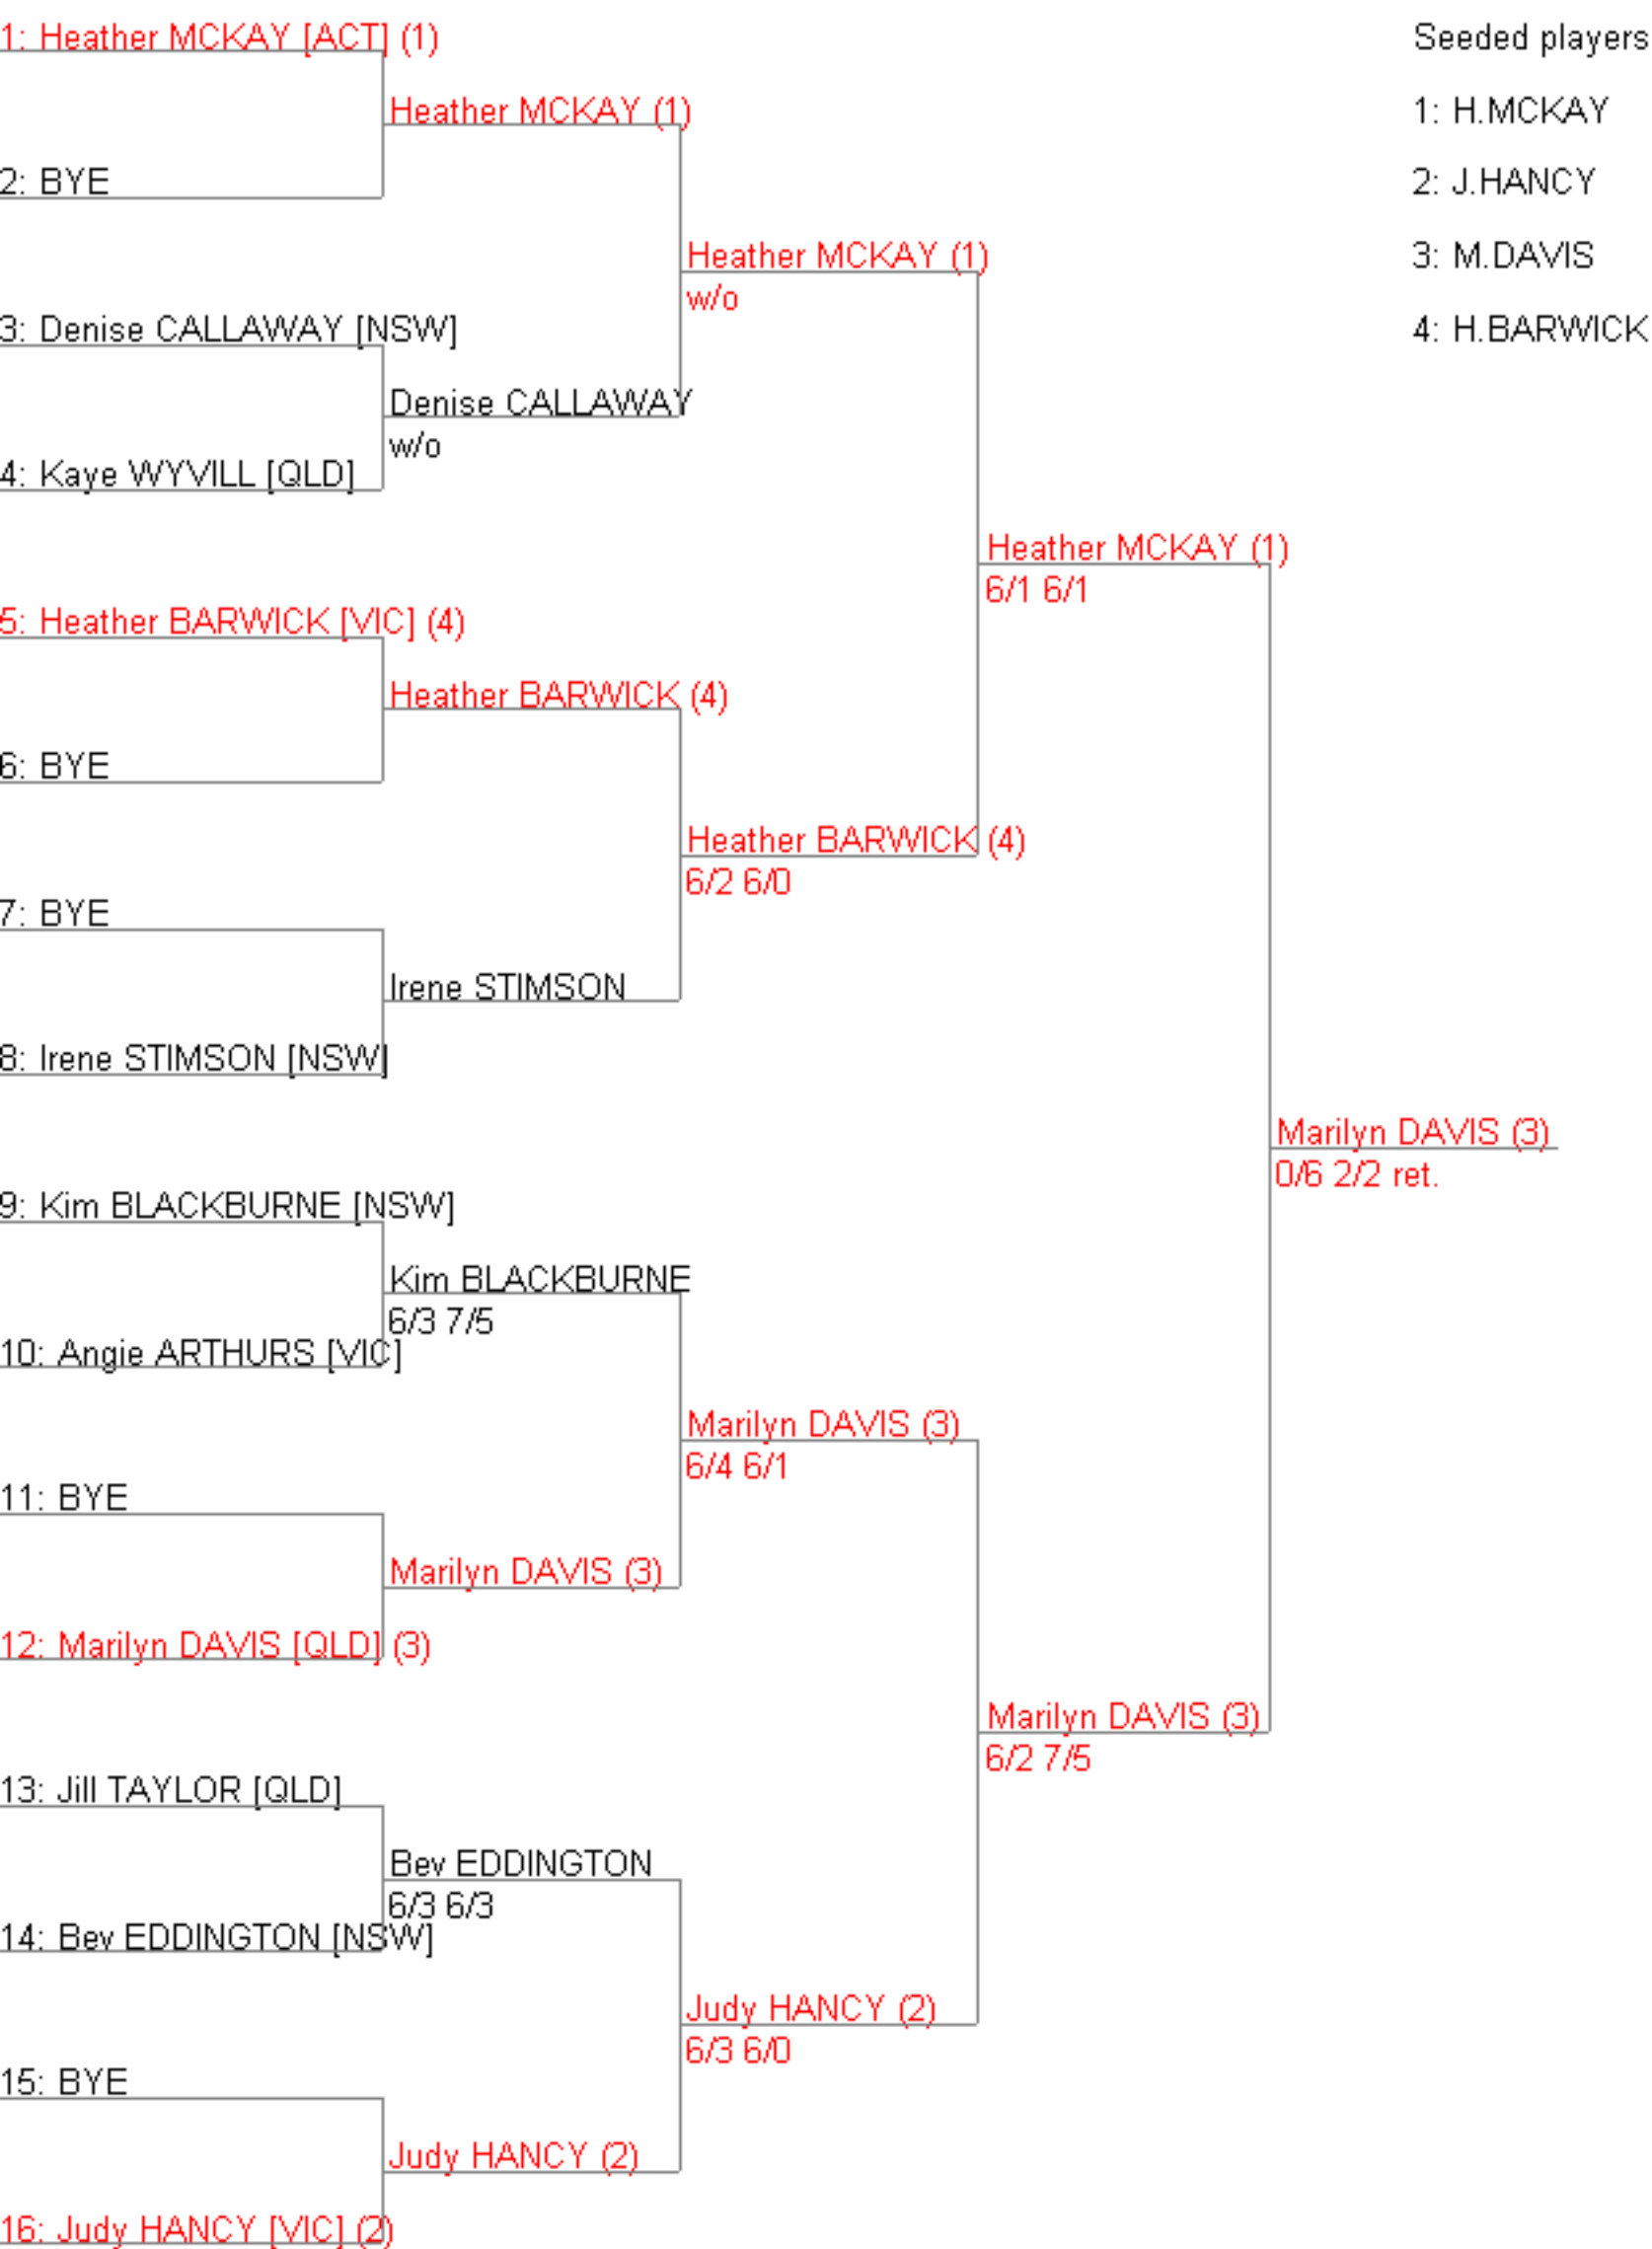 1: Heather MCKAY [ACT] (1)
Seeded players
Heather MCKAY (1)
1: H.MCKAY
2: BYE
2: J.HANCY
Heather MCKAY (1)
3: M.DAVIS
w/o
3: Denise CALLAWAY [NSW]
4: H.BARWICK
Denise CALLAWAY
w/o
4: Kaye WYVILL [QLD]
Heather MCKAY (1)
6/1 6/1
5: Heather BARWICK [VIC] (4)
Heather BARWICK (4)
6: BYE
Heather BARWICK (4)
6/2 6/0
7: BYE
Irene STIMSON
8: Irene STIMSON [NSW]
Marilyn DAVIS (3)
0/6 2/2 ret.
9: Kim BLACKBURNE [NSW]
Kim BLACKBURNE
6/3 7/5
10: Angie ARTHURS [VIC]
Marilyn DAVIS (3)
6/4 6/1
11: BYE
Marilyn DAVIS (3)
12: Marilyn DAVIS [QLD] (3)
Marilyn DAVIS (3)
6/2 7/5
13: Jill TAYLOR [QLD]
Bev EDDINGTON
6/3 6/3
14: Bev EDDINGTON [NSW]
Judy HANCY (2)
6/3 6/0
15: BYE
Judy HANCY (2)
16: Judy HANCY [VIC] (2)